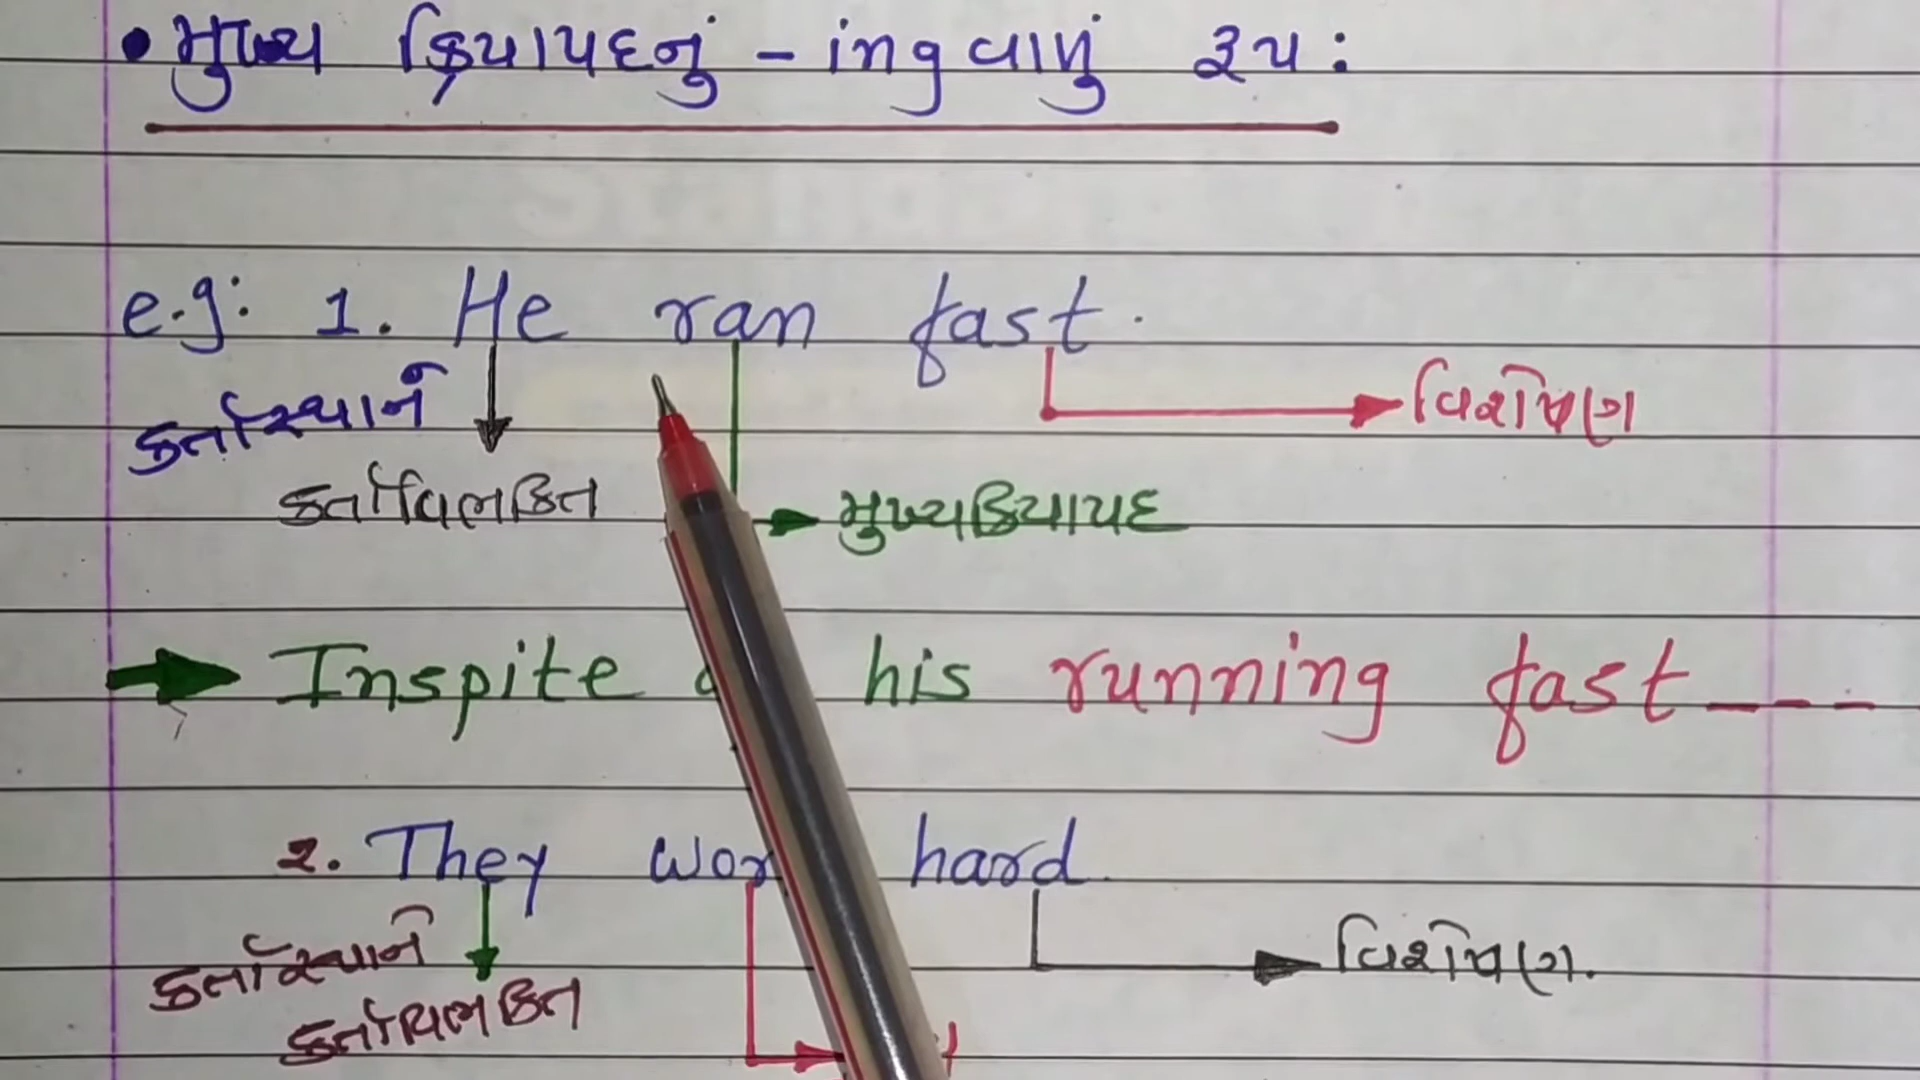 • મુખ્ય ક્રિયાપદનું - ing વાળું રૂપ :
e.g: 1. He ran fast.
કર્તાસ્થાને
કર્તાવિભક્તિ
વિશેષણ
મુખ્યક્રિયાપદ
Inspite his running fast ----
2. They hard.
કર્તાસ્થાને
કર્તાવિભક્તિ
વિશેષણ.